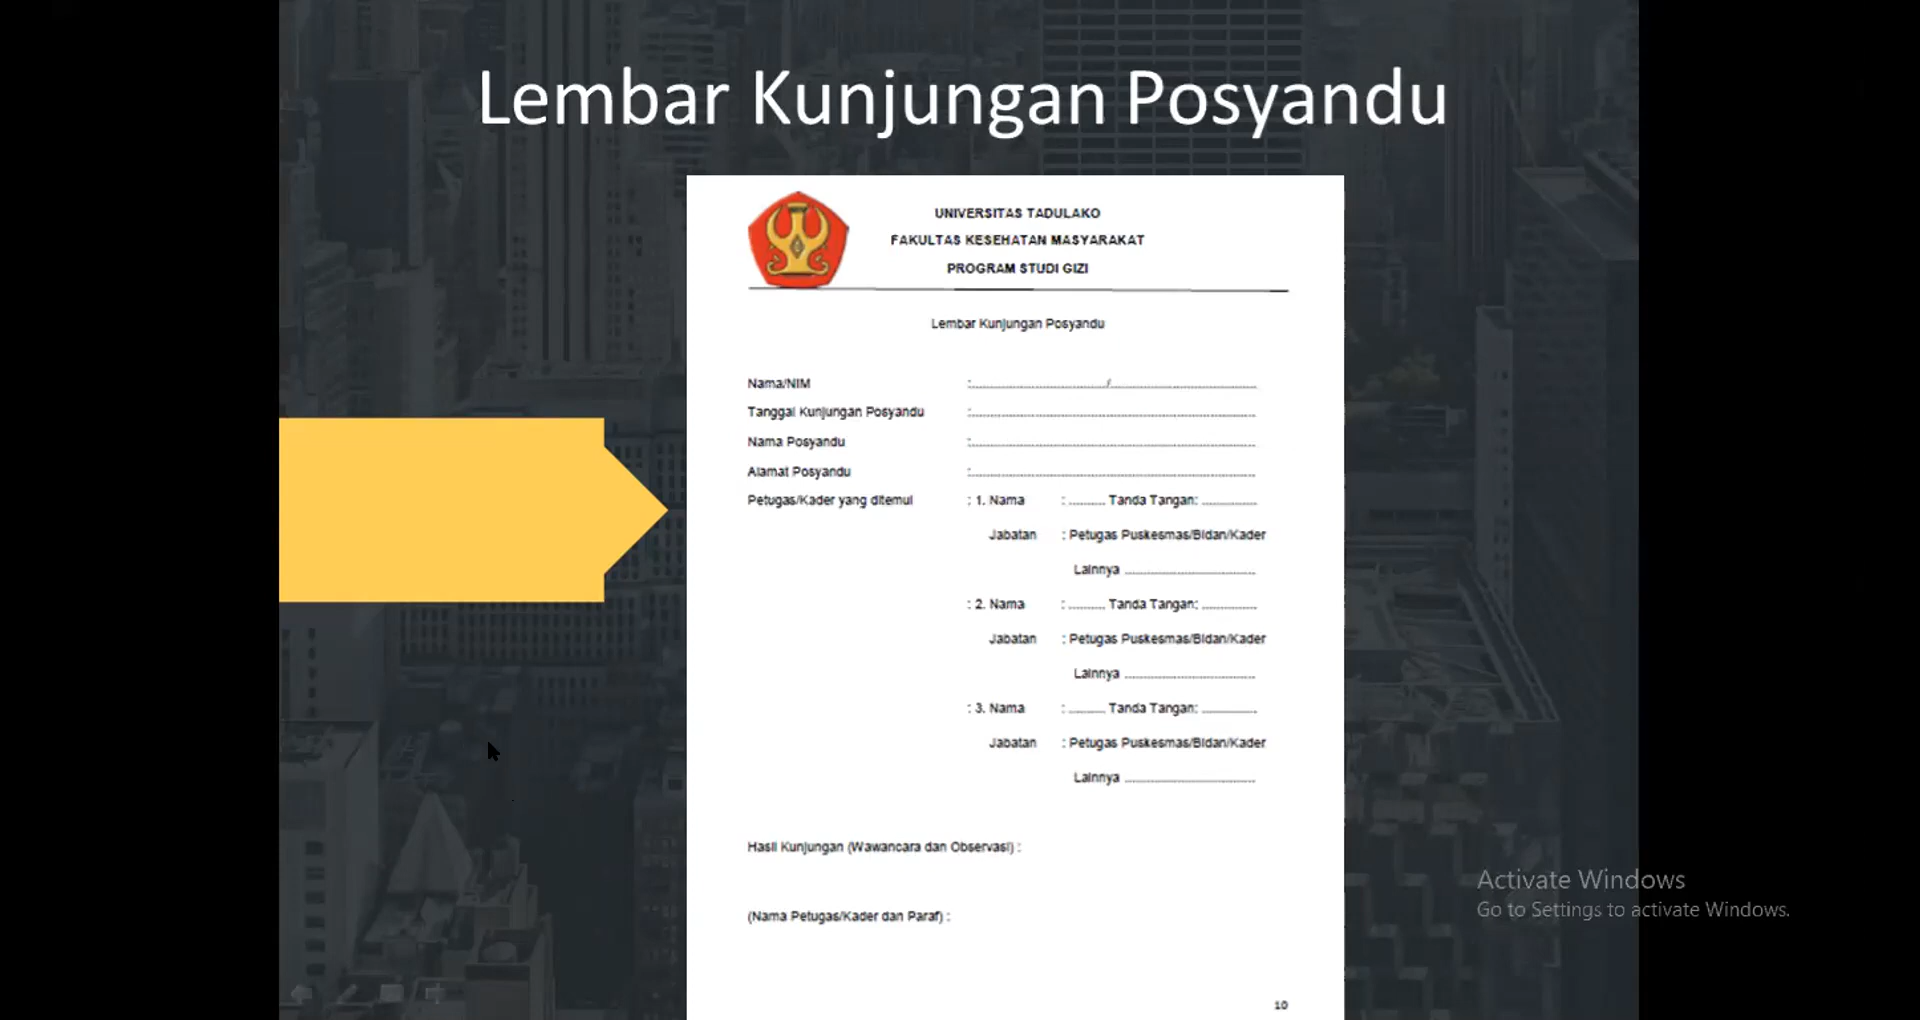 Lembar Kunjungan Posyandu
UNIVERSITAS TADULAKO
FAKULTAS KESEHATAN MASYARAKAT
PROGRAM STUDI GIZI
Lembar Kunjungan Posyandu
Nama/NIM :............................................/................................................
Tanggal Kunjungan Posyandu :..............................................................................................
Nama Posyandu :..............................................................................................
Alamat Posyandu :..............................................................................................
Petugas/Kader yang ditemui : 1. Nama : ............ Tanda Tangan: ..................
Jabatan : Petugas Puskesmas/Bidan/Kader
Lainnya ...........................................
: 2. Nama : ............ Tanda Tangan: ..................
Jabatan : Petugas Puskesmas/Bidan/Kader
Lainnya ...........................................
: 3. Nama : ............ Tanda Tangan: ..................
Jabatan : Petugas Puskesmas/Bidan/Kader
Lainnya ...........................................
Hasil Kunjungan (Wawancara dan Observasi) :
(Nama Petugas/Kader dan Paraf) :
10
Activate Windows
Go to Settings to activate Windows.